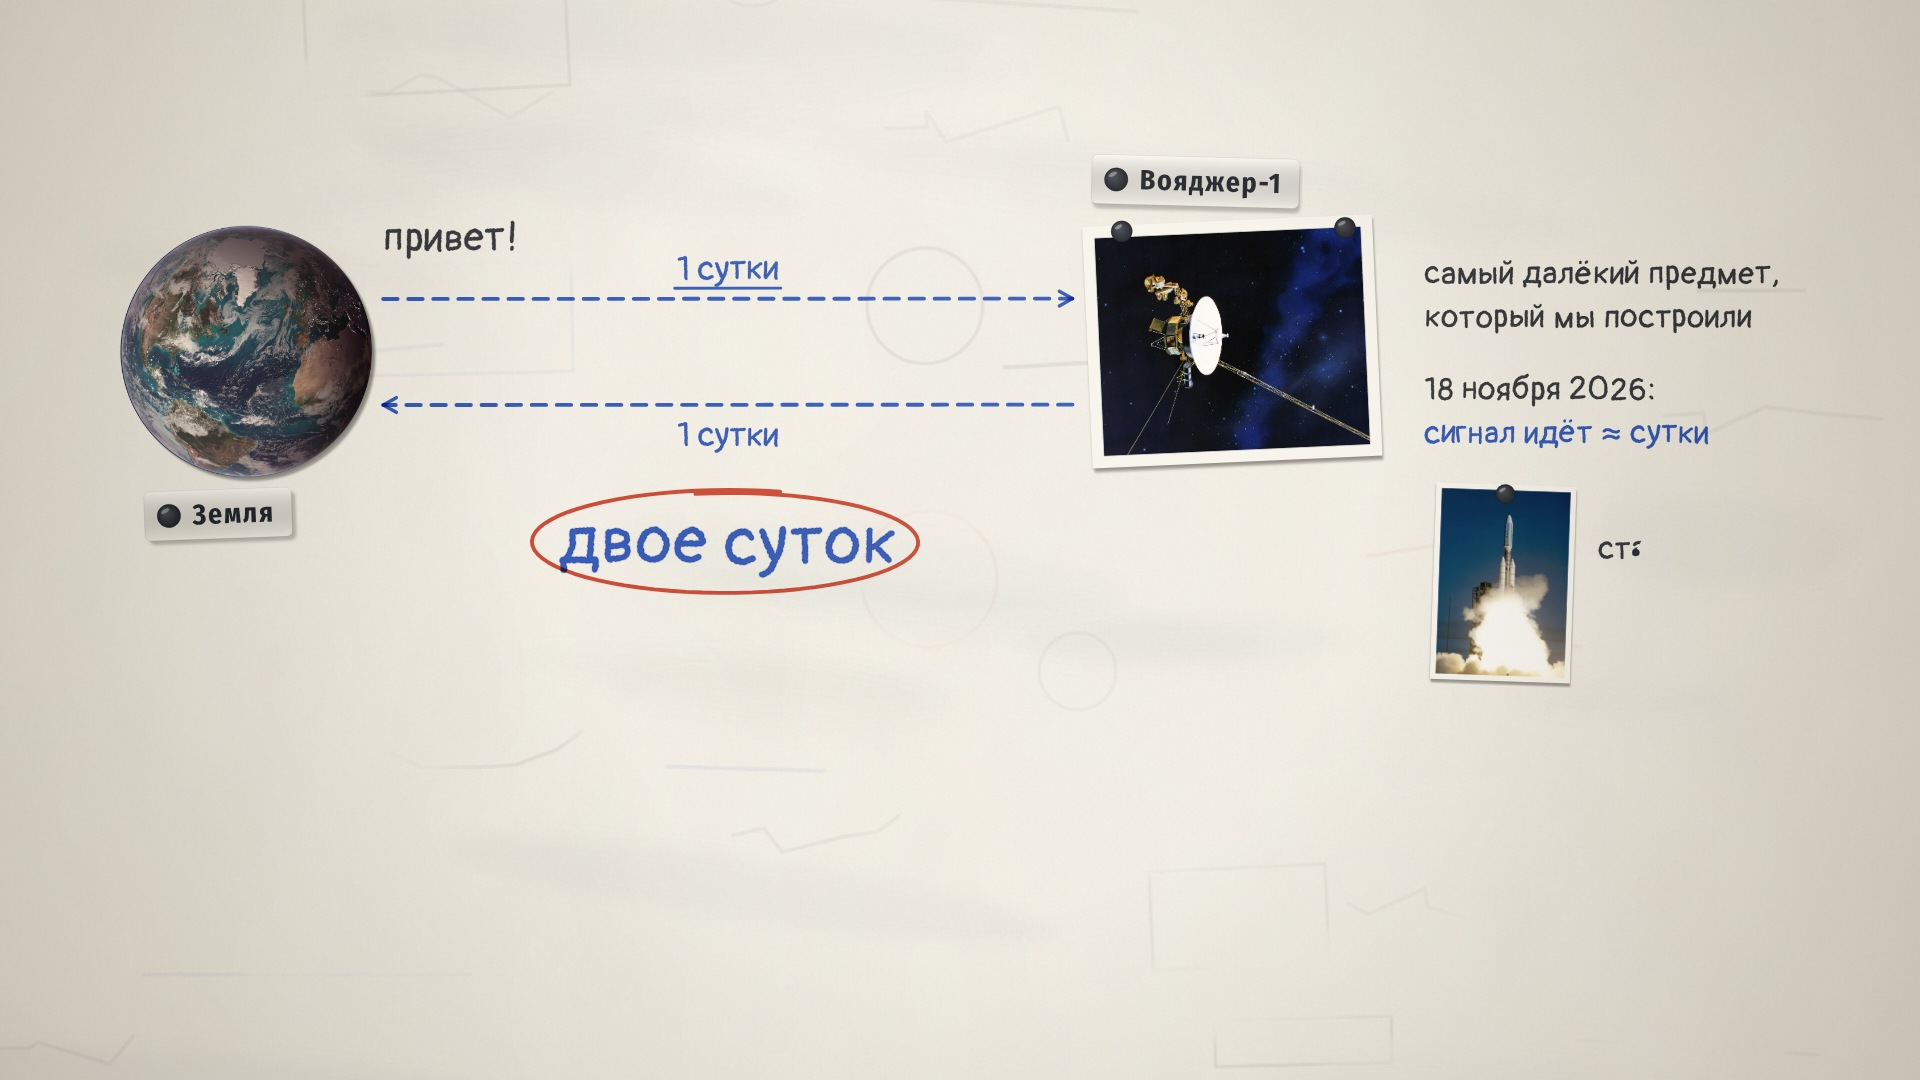 Вояджер-1
привет!
1 сутки
самый далёкий предмет,
который мы построили
18 ноября 2026:
сигнал идёт ≈ сутки
1 сутки
Земля
двое суток
ст